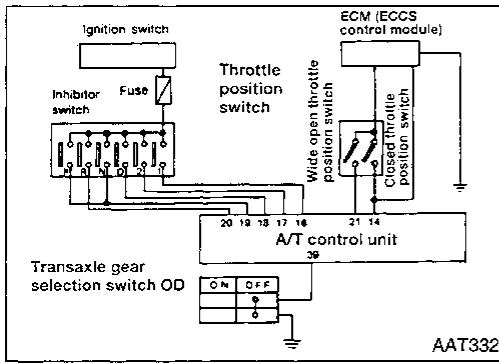 Ignition switch
ECM (ECCS
control module)
Fuse
Inhibitor
switch
Throttle
position
switch
Wide open throttle
position switch
Closed throttle
position switch
P R N D 2 1
20 19 18 17 16 21 14
A/T control unit
39
Transaxle gear
selection switch OD
ON OFF
AAT332